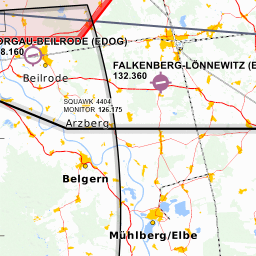 ORGAU-BEILRODE (EDOG)
8.160
Beilrode
FALKENBERG-LÖNNEWITZ (E
132.360
SQUAWK 4404
MONITOR 126.175
Arzberg
Belgern
Mühlberg/Elbe